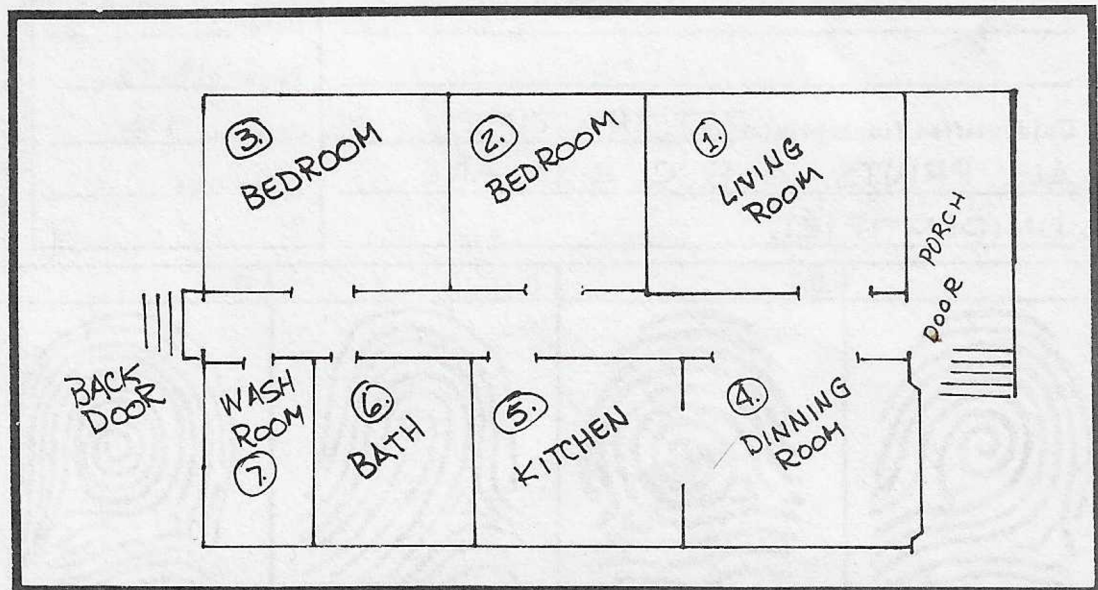 3.
BEDROOM
2.
BEDROOM
1.
LIVING
ROOM
PORCH
DOOR
BACK
DOOR
WASH
ROOM
7.
6.
BATH
5.
KITCHEN
4.
DINNING
ROOM